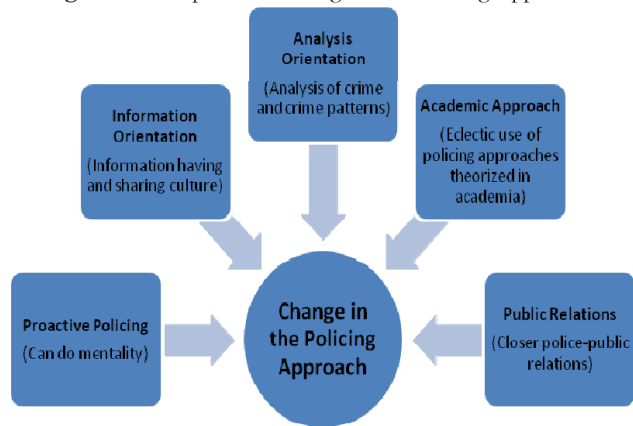 Analysis
Orientation
(Analysis of crime
and crime patterns)
Information
Orientation
(Information having
and sharing culture)
Academic Approach
(Eclectic use of
policing approaches
theorized in
academia)
Proactive Policing
(Can do mentality)
Change in
the Policing
Approach
Public Relations
(Closer police-public
relations)